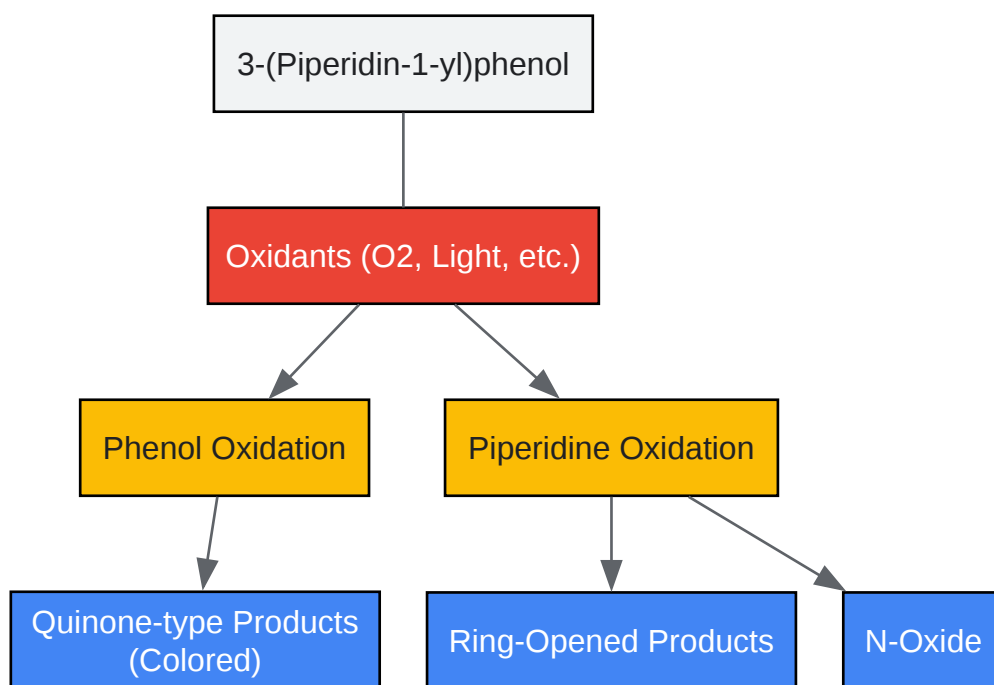 3-(Piperidin-1-yl)phenol
Oxidants (O2, Light, etc.)
Phenol Oxidation
Piperidine Oxidation
Quinone-type Products
(Colored)
Ring-Opened Products
N-Oxide